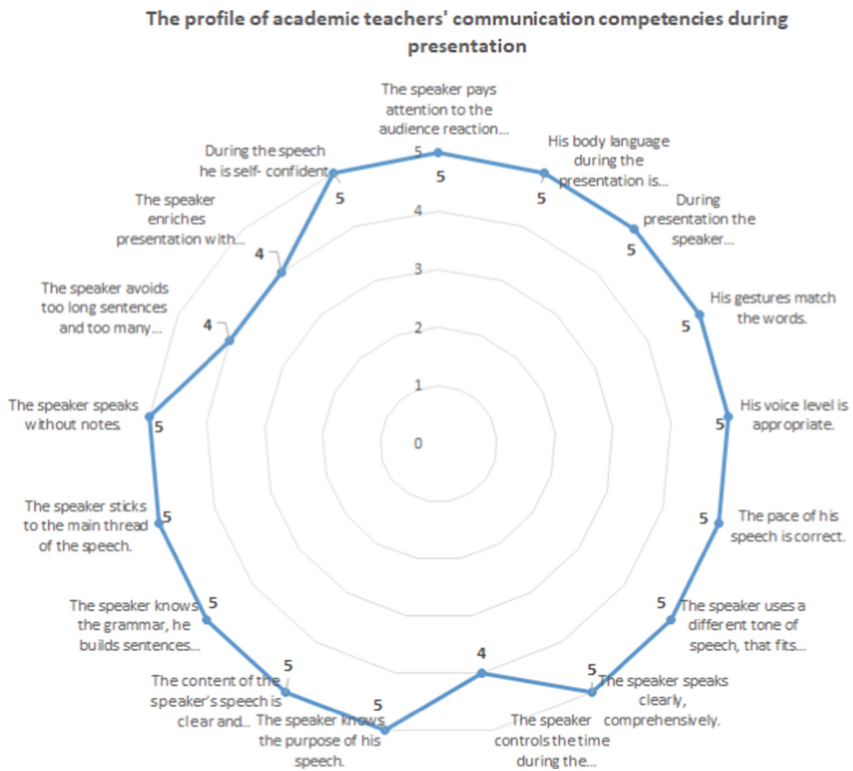 The profile of academic teachers' communication competencies during
presentation
The speaker pays
attention to the
audience reaction...
5
5
His body language
during the
presentation is...
5
During
presentation the
speaker...
5
His gestures match
the words.
5
His voice level is
appropriate.
5
The pace of his
speech is correct.
5
The speaker uses a
different tone of
speech, that fits...
5
The speaker speaks
clearly,
comprehensively.
5
The speaker
controls the time
during the...
4
The speaker knows
the purpose of his
speech.
5
The content of the
speaker's speech is
clear and...
5
The speaker knows
the grammar, he
builds sentences...
5
The speaker sticks
to the main thread
of the speech.
5
The speaker speaks
without notes.
5
The speaker avoids
too long sentences
and too many...
4
The speaker
enriches
presentation with...
4
During the speech
he is self- confident
5
4
3
2
1
0